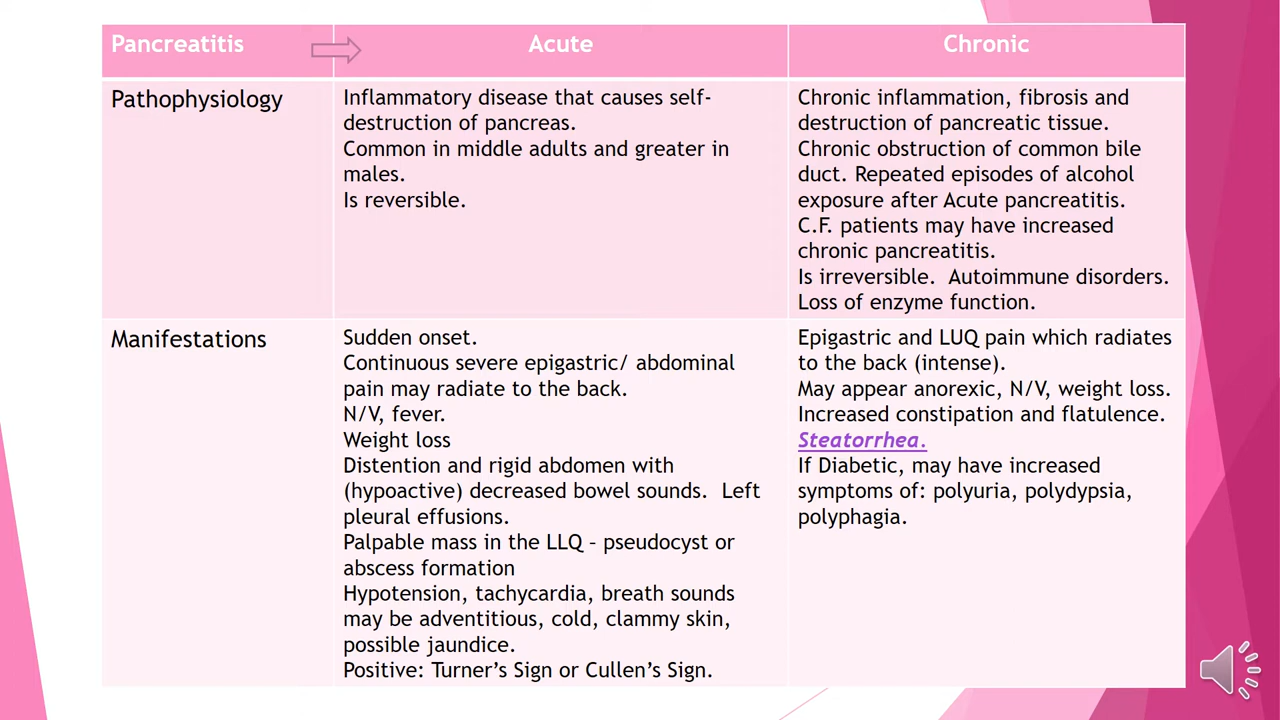 Pancreatitis
Acute
Chronic
Pathophysiology
Inflammatory disease that causes self-
destruction of pancreas.
Common in middle adults and greater in
males.
Is reversible.
Chronic inflammation, fibrosis and
destruction of pancreatic tissue.
Chronic obstruction of common bile
duct. Repeated episodes of alcohol
exposure after Acute pancreatitis.
C.F. patients may have increased
chronic pancreatitis.
Is irreversible.  Autoimmune disorders.
Loss of enzyme function.
Manifestations
Sudden onset.
Continuous severe epigastric/ abdominal
pain may radiate to the back.
N/V, fever.
Weight loss
Distention and rigid abdomen with
(hypoactive) decreased bowel sounds.  Left
pleural effusions.
Palpable mass in the LLQ – pseudocyst or
abscess formation
Hypotension, tachycardia, breath sounds
may be adventitious, cold, clammy skin,
possible jaundice.
Positive: Turner's Sign or Cullen's Sign.
Epigastric and LUQ pain which radiates
to the back (intense).
May appear anorexic, N/V, weight loss.
Increased constipation and flatulence.
Steatorrhea.
If Diabetic, may have increased
symptoms of: polyuria, polydypsia,
polyphagia.